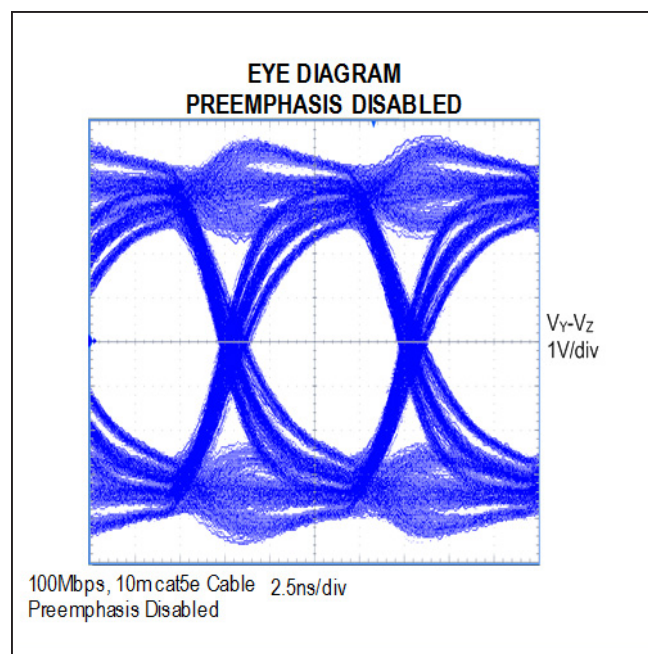 EYE DIAGRAM
PREEMPHASIS DISABLED
VY-VZ
1V/div
100Mbps, 10m cat5e Cable 2.5ns/div
Preemphasis Disabled